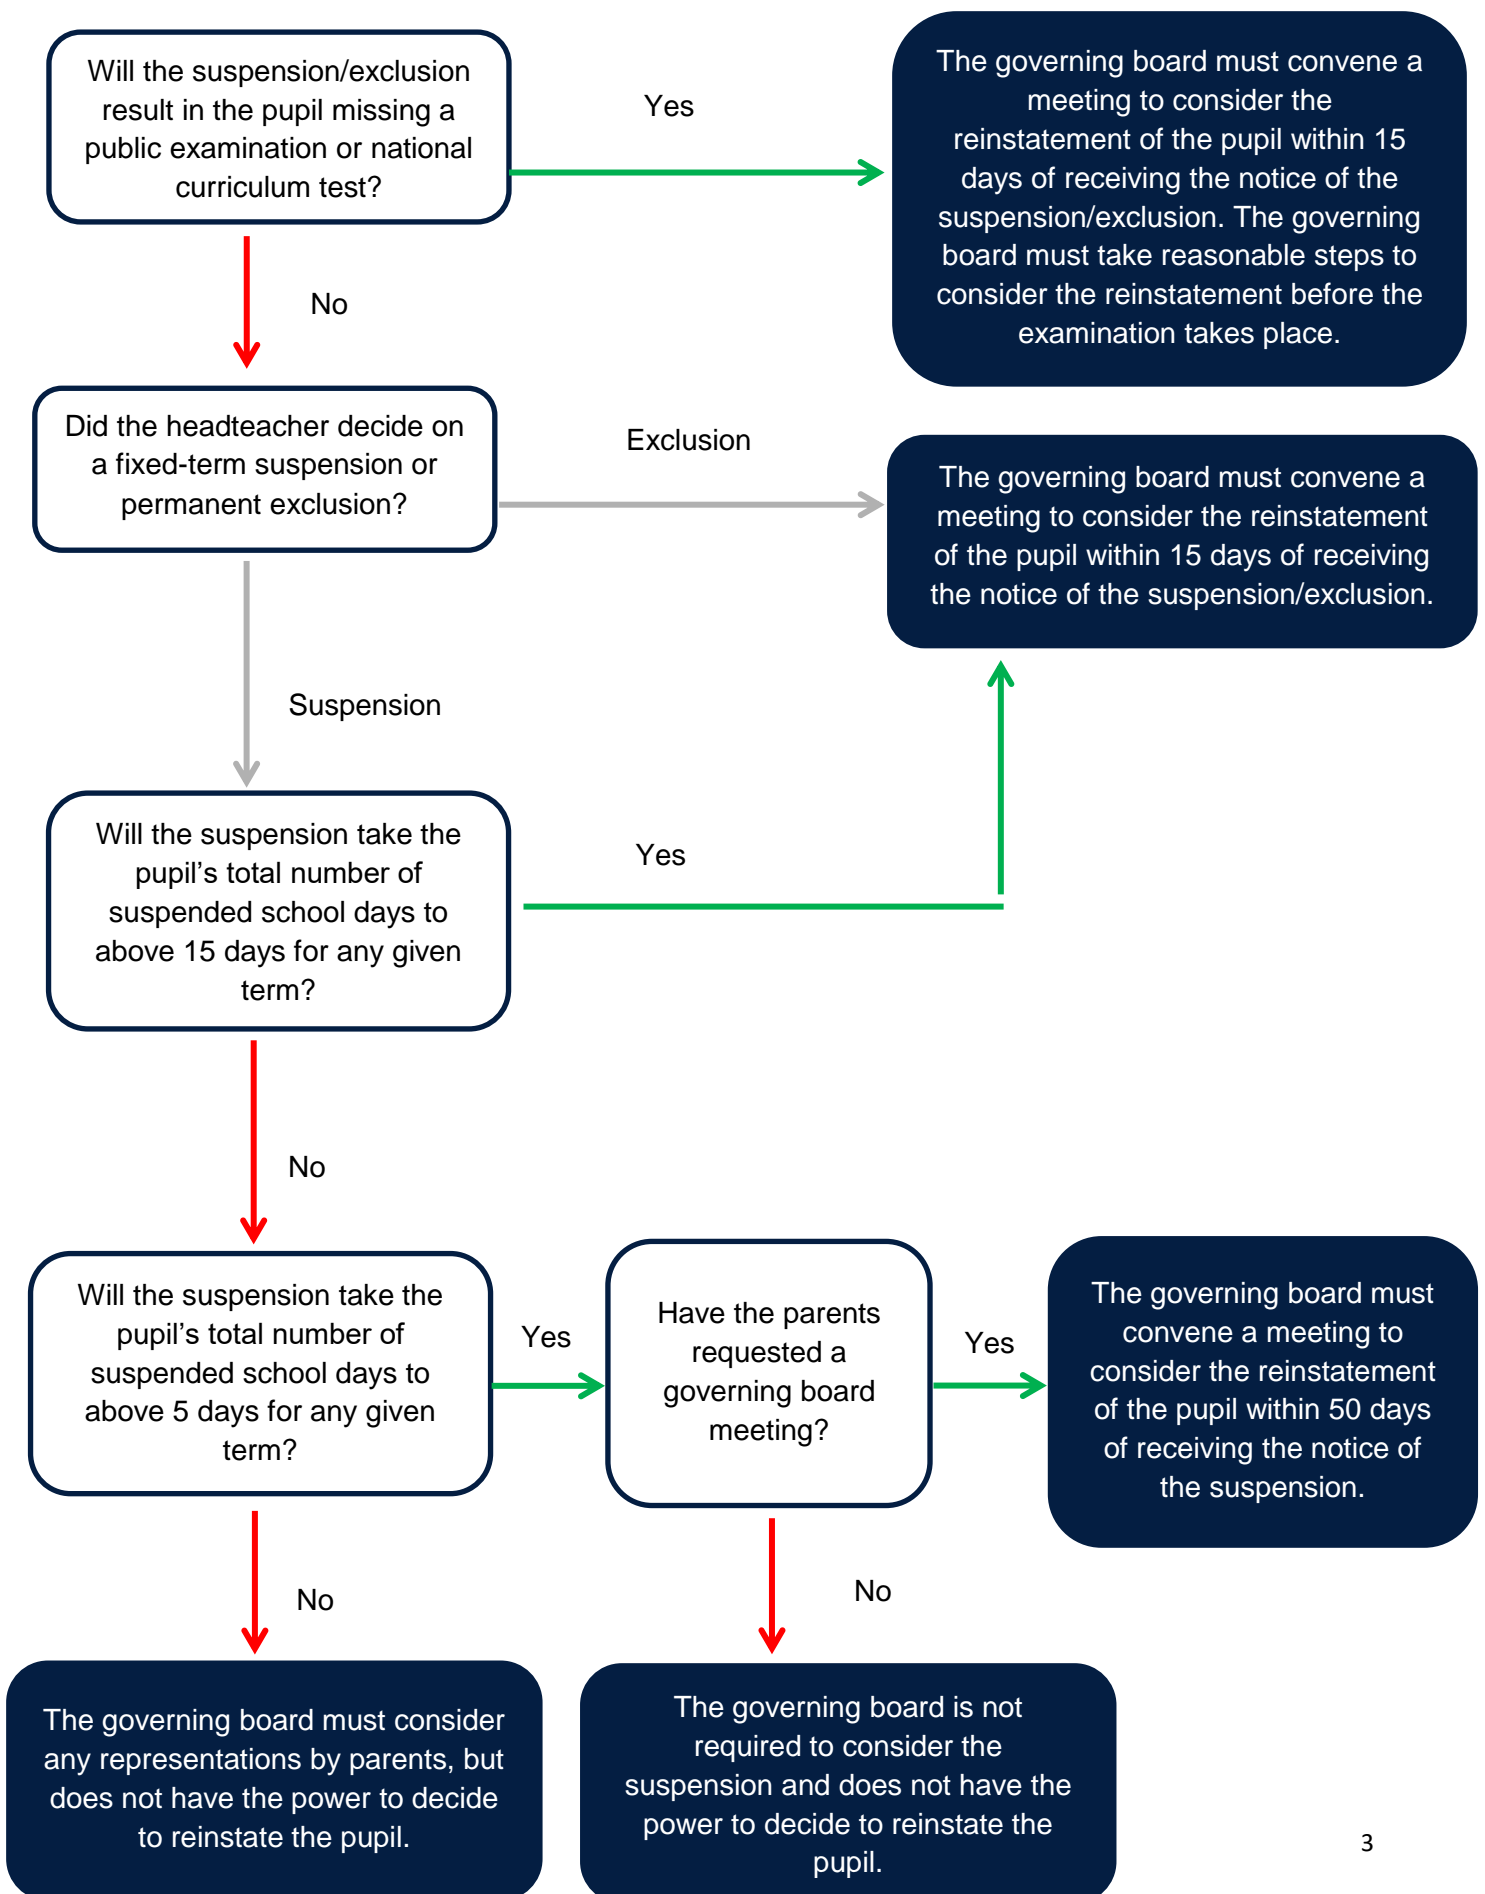 Will the suspension/exclusion
result in the pupil missing a
public examination or national
curriculum test?
Yes
The governing board must convene a
meeting to consider the
reinstatement of the pupil within 15
days of receiving the notice of the
suspension/exclusion. The governing
board must take reasonable steps to
consider the reinstatement before the
examination takes place.
No
Did the headteacher decide on
a fixed-term suspension or
permanent exclusion?
Exclusion
The governing board must convene a
meeting to consider the reinstatement
of the pupil within 15 days of receiving
the notice of the suspension/exclusion.
Suspension
Will the suspension take the
pupil’s total number of
suspended school days to
above 15 days for any given
term?
Yes
No
Will the suspension take the
pupil’s total number of
suspended school days to
above 5 days for any given
term?
Yes
Have the parents
requested a
governing board
meeting?
Yes
The governing board must
convene a meeting to
consider the reinstatement
of the pupil within 50 days
of receiving the notice of
the suspension.
No
No
The governing board must consider
any representations by parents, but
does not have the power to decide
to reinstate the pupil.
The governing board is not
required to consider the
suspension and does not have the
power to decide to reinstate the
pupil.
3